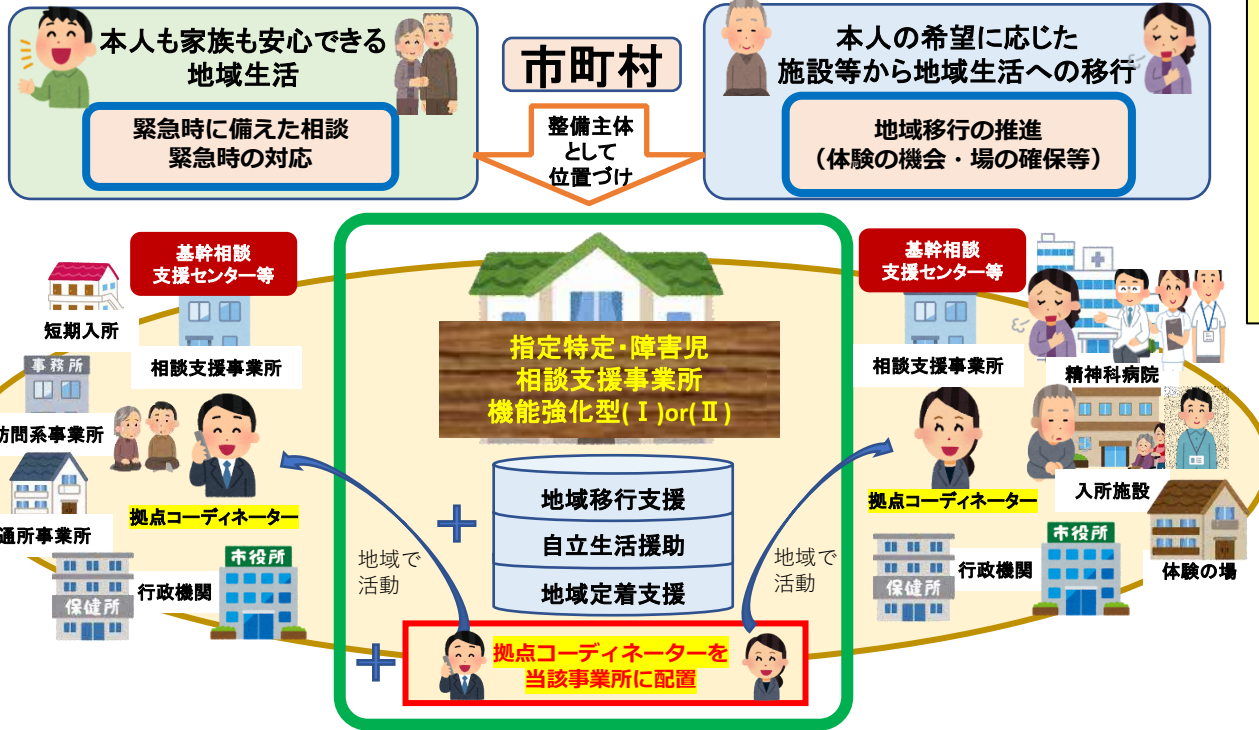 本人も家族も安心できる
地域生活
緊急時に備えた相談
緊急時の対応
市町村
整備主体
として
位置づけ
本人の希望に応じた
施設等から地域生活への移行
地域移行の推進
（体験の機会・場の確保等）
基幹相談
支援センター等
短期入所
相談支援事業所
事務所
訪問系事業所
通所事業所
拠点コーディネーター
保健所
行政機関
市役所
指定特定・障害児
相談支援事業所
機能強化型(Ⅰ)or(Ⅱ)
＋
地域移行支援
自立生活援助
地域定着支援
地域で
活動
地域で
活動
＋
拠点コーディネーターを
当該事業所に配置
基幹相談
支援センター等
相談支援事業所
精神科病院
拠点コーディネーター
入所施設
体験の場
保健所
行政機関
市役所